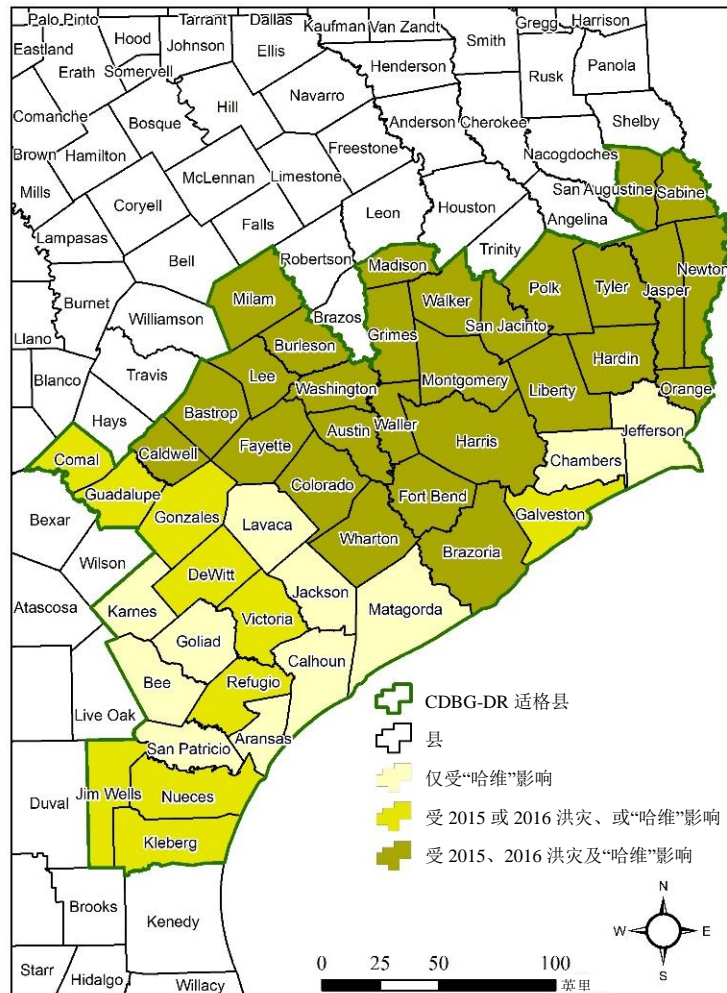 Palo Pinto Tarrant Dallas Kaufman Van Zandt Gregg Harrison
Hood Johnson Ellis Smith
Eastland Erath Somervell Henderson Rusk Panola
Comanche Bosque Hill Navarro Anderson Cherokee Shelby
Brown Hamilton Freestone Nacogdoches
Mills McLennan Limestone San Augustine Sabine
Coryell Leon Houston Angelina
Lampasas Falls Trinity
Bell Robertson Madison Newton
Burnet Milam Walker Polk Tyler Jasper
Williamson Brazos Grimes San Jacinto
Llano Burleson Hardin
Blanco Travis Lee Washington Montgomery Liberty Orange
Hays Bastrop Austin Waller Jefferson
Comal Caldwell Fayette Harris Chambers
Guadalupe Colorado Fort Bend
Bexar Gonzales Lavaca Galveston
Wilson Wharton Brazoria
DeWitt Jackson
Atascosa Karnes Victoria Matagorda
Goliad
Bee Calhoun
Refugio
Live Oak Aransas
San Patricio
Duval Jim Wells Nueces
Kleberg
Brooks Kenedy
Starr Hidalgo Willacy
CDBG-DR 适格县
县
仅受“哈维”影响
受 2015 或 2016 洪灾、或“哈维”影响
受 2015、2016 洪灾及“哈维”影响
N
W E
S
0 25 50 100
英里